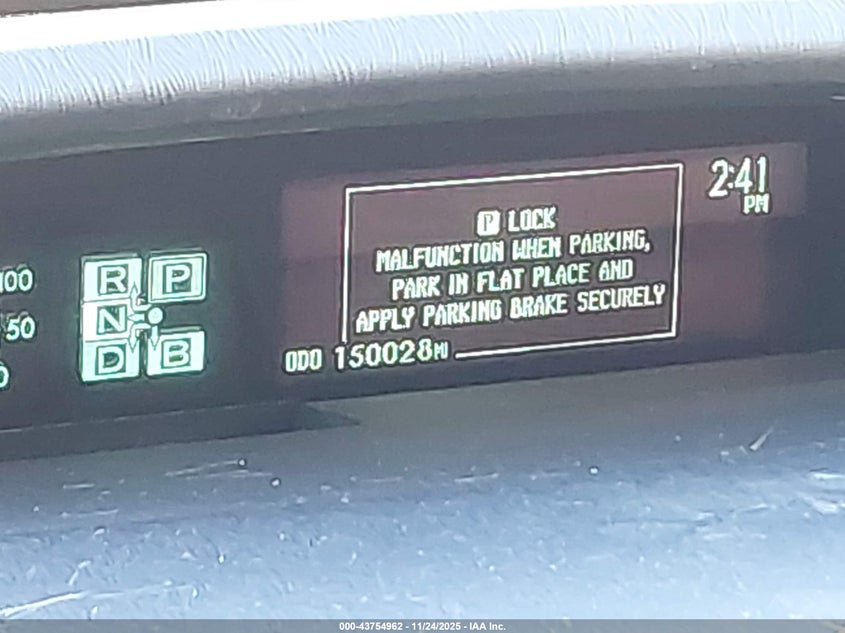 100
50
0
R P
N
D B
2:41
PM
P LOCK
MALFUNCTION WHEN PARKING,
PARK IN FLAT PLACE AND
APPLY PARKING BRAKE SECURELY
ODO 150028MI
000-43754962 - 11/24/2025 - IAA Inc.